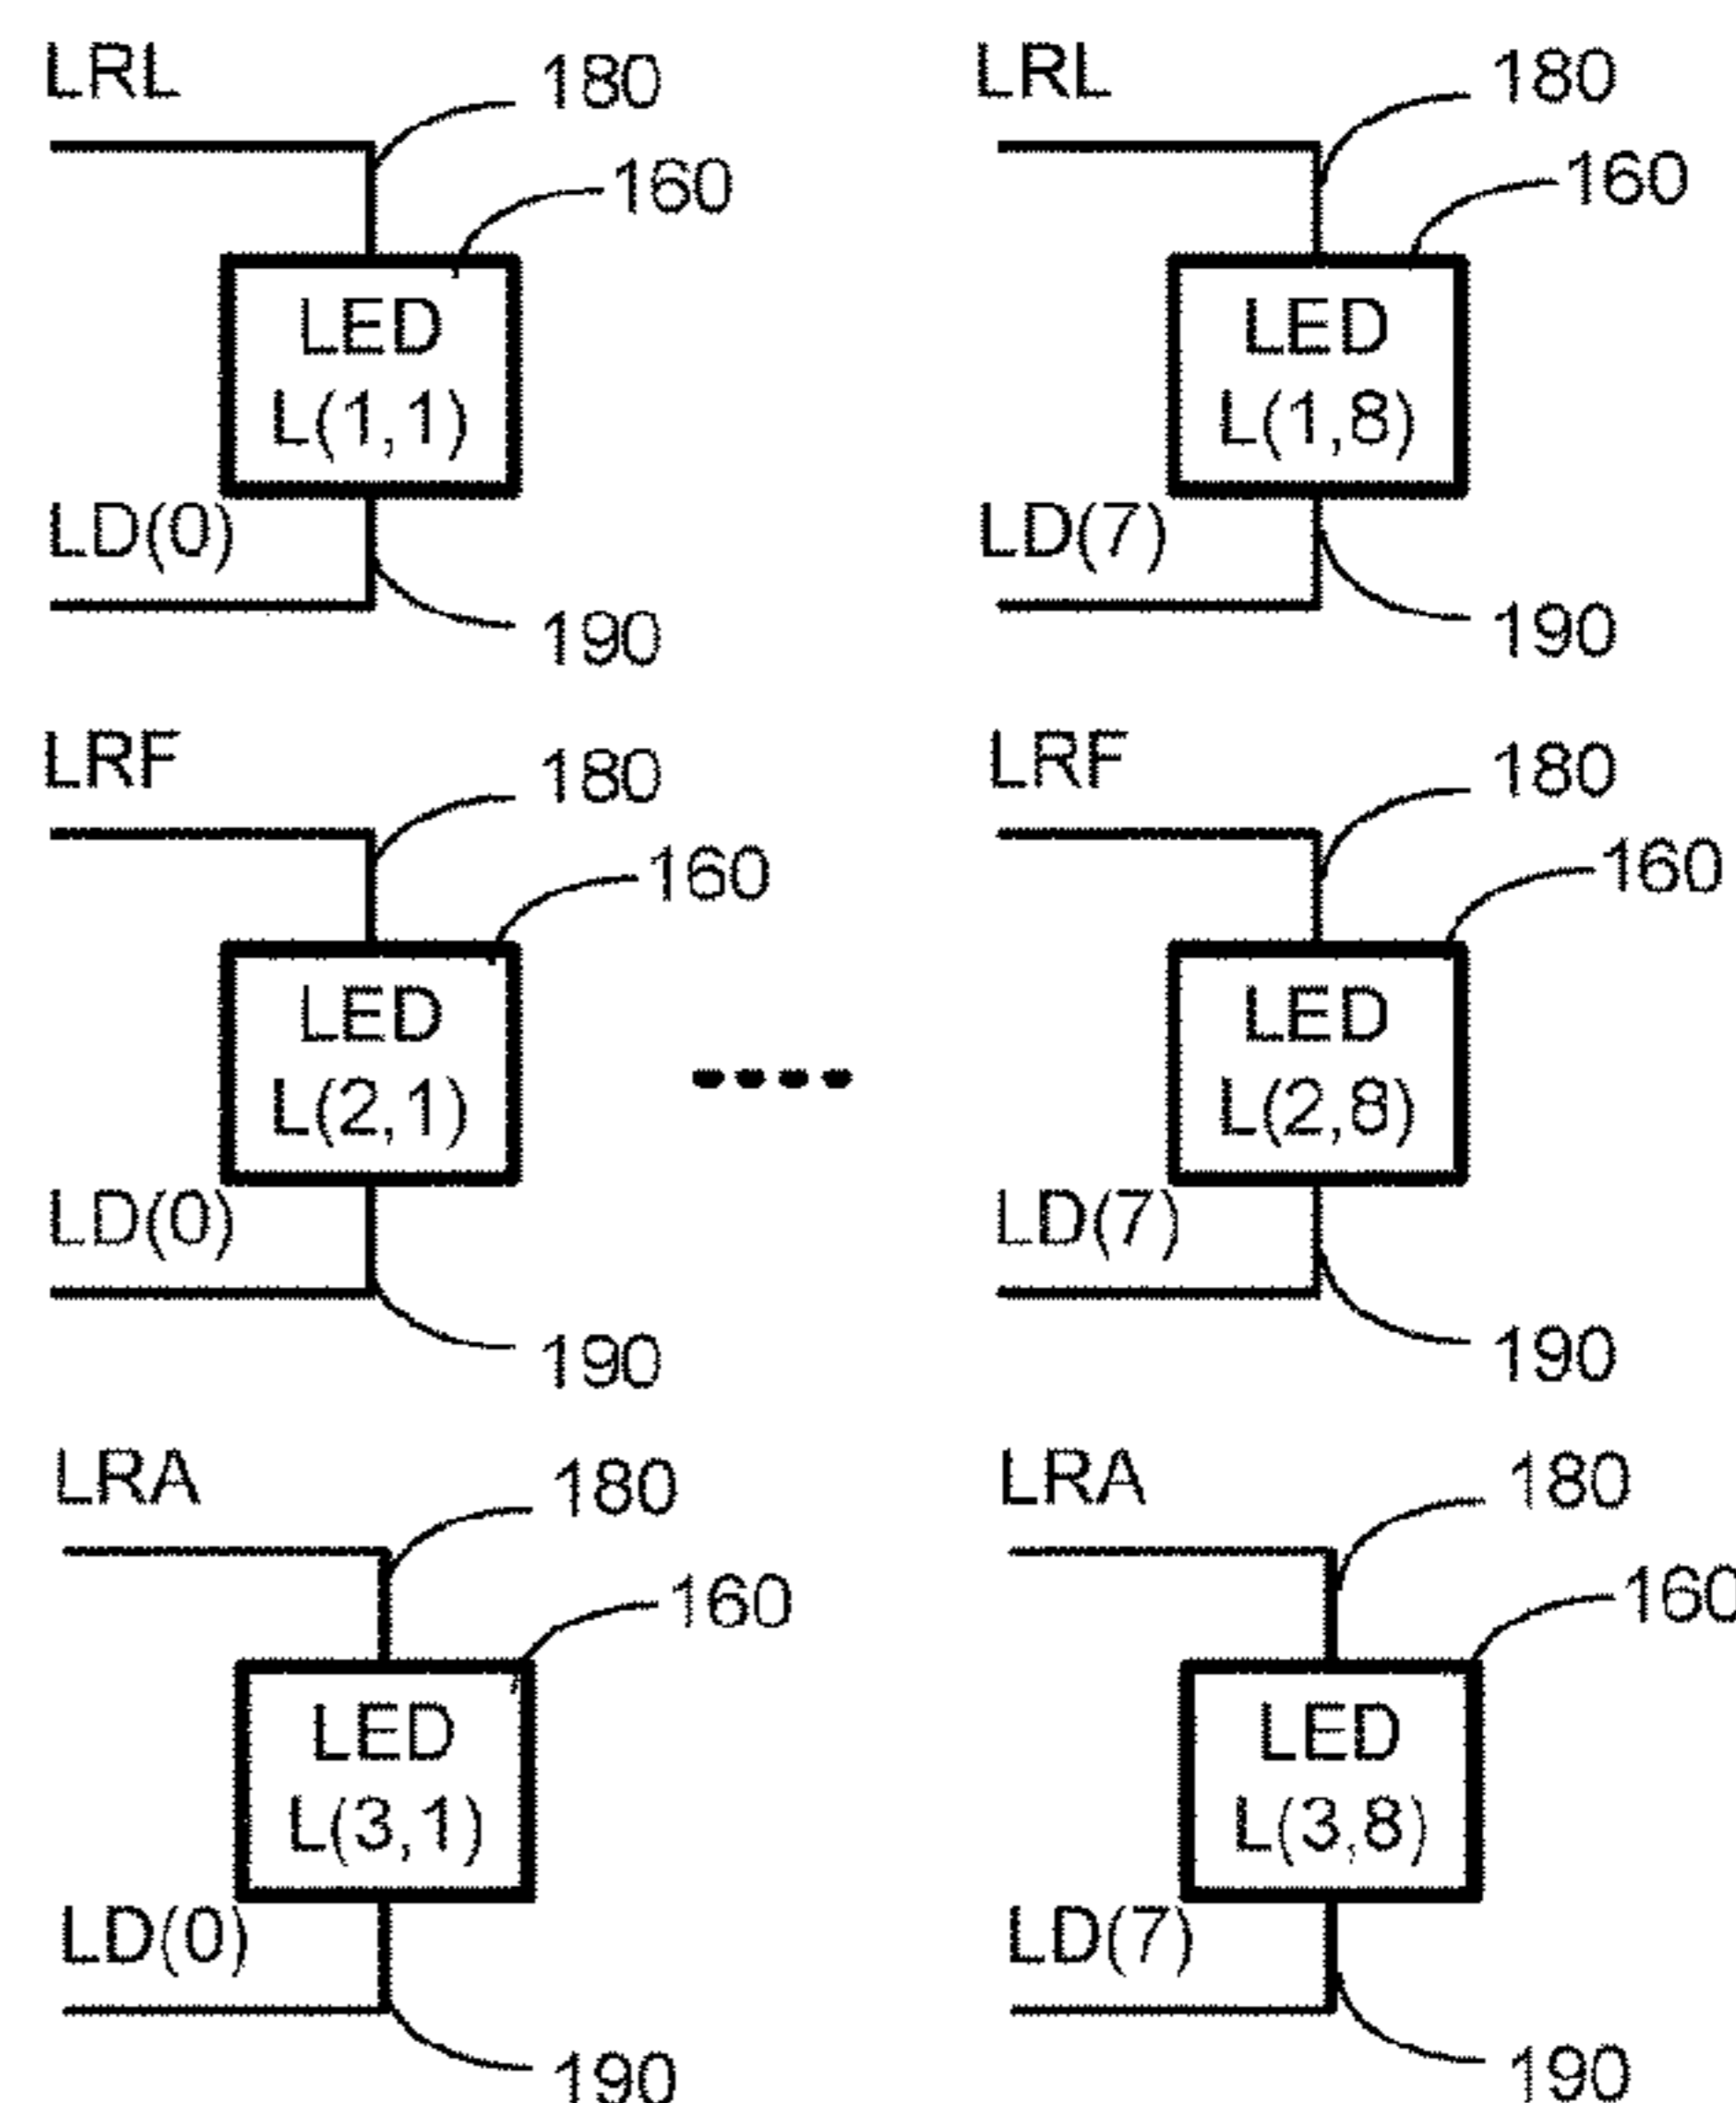 LRL 180 LRL 180
160 160
LED LED
L(1,1) L(1,8)
LD(0) LD(7)
190 190
LRF 180 LRF 180
160 160
LED LED
L(2,1) L(2,8)
LD(0) LD(7)
190 190
LRA 180 LRA 180
160 160
LED LED
L(3,1) L(3,8)
LD(0) LD(7)
190 190